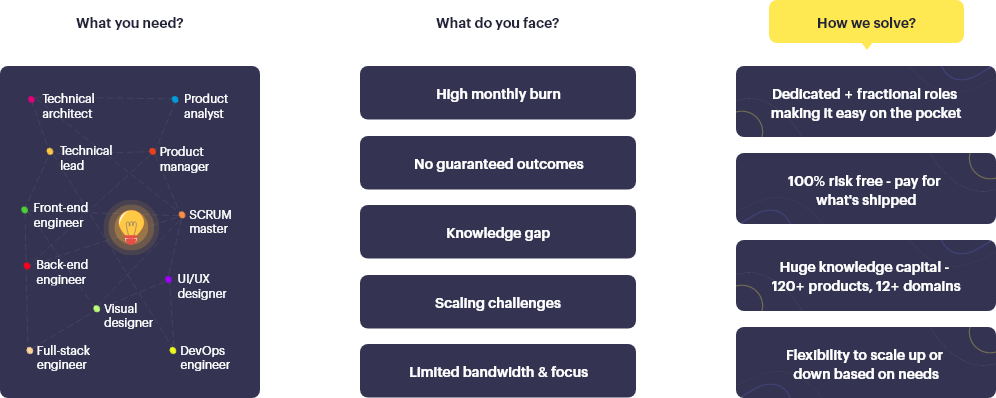 What you need?
Technical
architect
Product
analyst
Technical
lead
Product
manager
Front-end
engineer
SCRUM
master
Back-end
engineer
UI/UX
designer
Visual
designer
Full-stack
engineer
DevOps
engineer
What do you face?
High monthly burn
No guaranteed outcomes
Knowledge gap
Scaling challenges
Limited bandwidth & focus
How we solve?
Dedicated + fractional roles
making it easy on the pocket
100% risk free - pay for
what's shipped
Huge knowledge capital -
120+ products, 12+ domains
Flexibility to scale up or
down based on needs